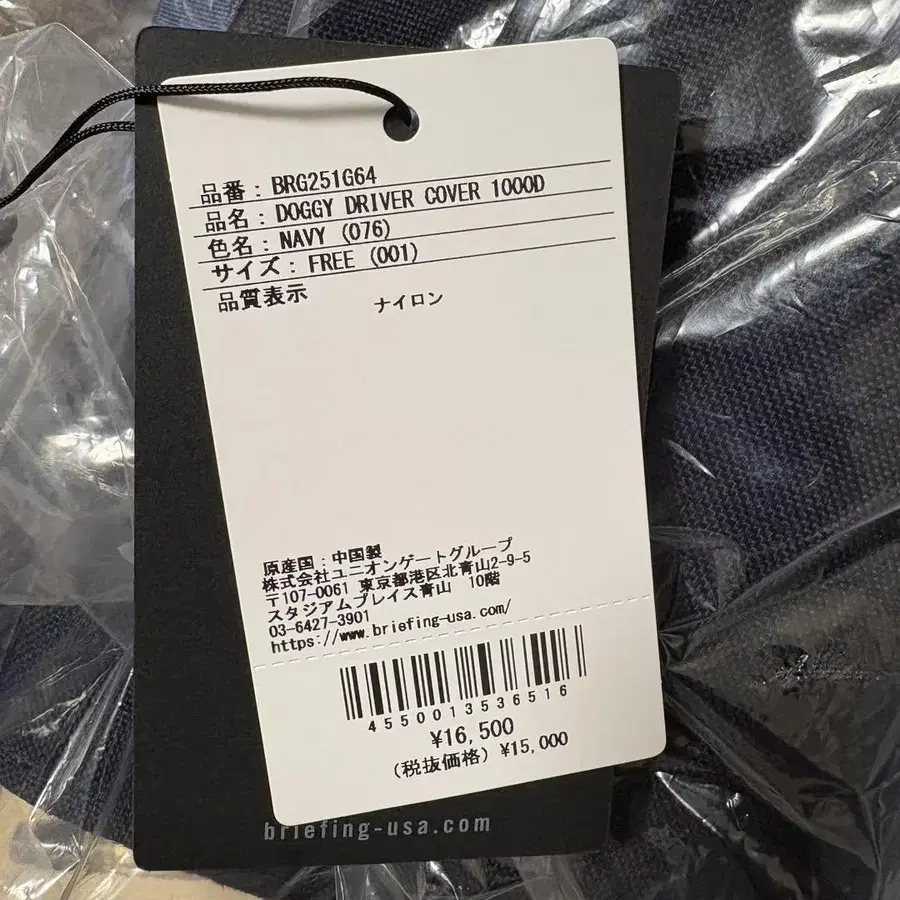 品番：BRG251G64
品名：DOGGY DRIVER COVER 1000D
色名：NAVY (076)
サイズ：FREE (001)
品質表示 ナイロン
原産国：中国製
株式会社ユニオンゲートグループ
〒107-0061 東京都港区北青山2-9-5
スタジアムプレイス青山 10階
03-6427-3901
https://www.briefing-usa.com/
4550013536516
¥16,500
(税抜価格) ¥15,000
briefing-usa.com